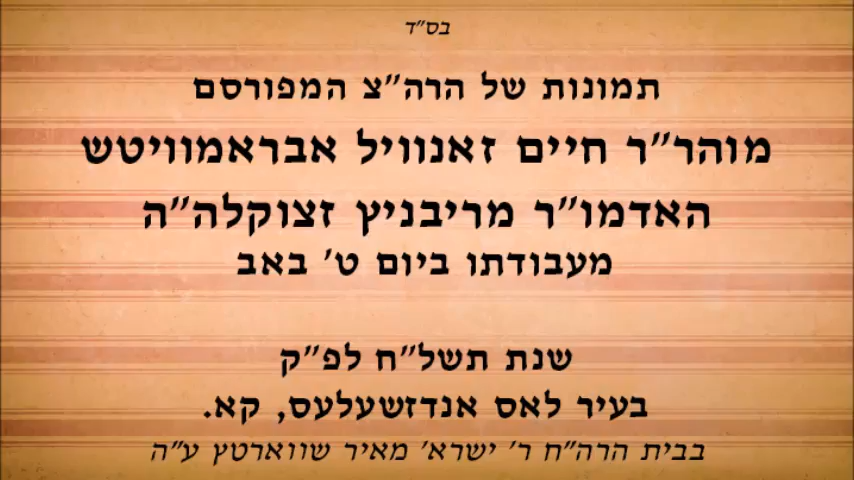 בס״ד
תמונות של הרה״צ המפורסם
מוהר״ר חיים זאנוויל אבראמוויטש
האדמו״ר מריבניץ זצוקלה״ה
מעבודתו ביום ט׳ באב
שנת תשל״ח לפ״ק
בעיר לאס אנדזשעלעס, קא.
בבית הרה״ח ר׳ ישרא׳ מאיר שווארטץ ע״ה